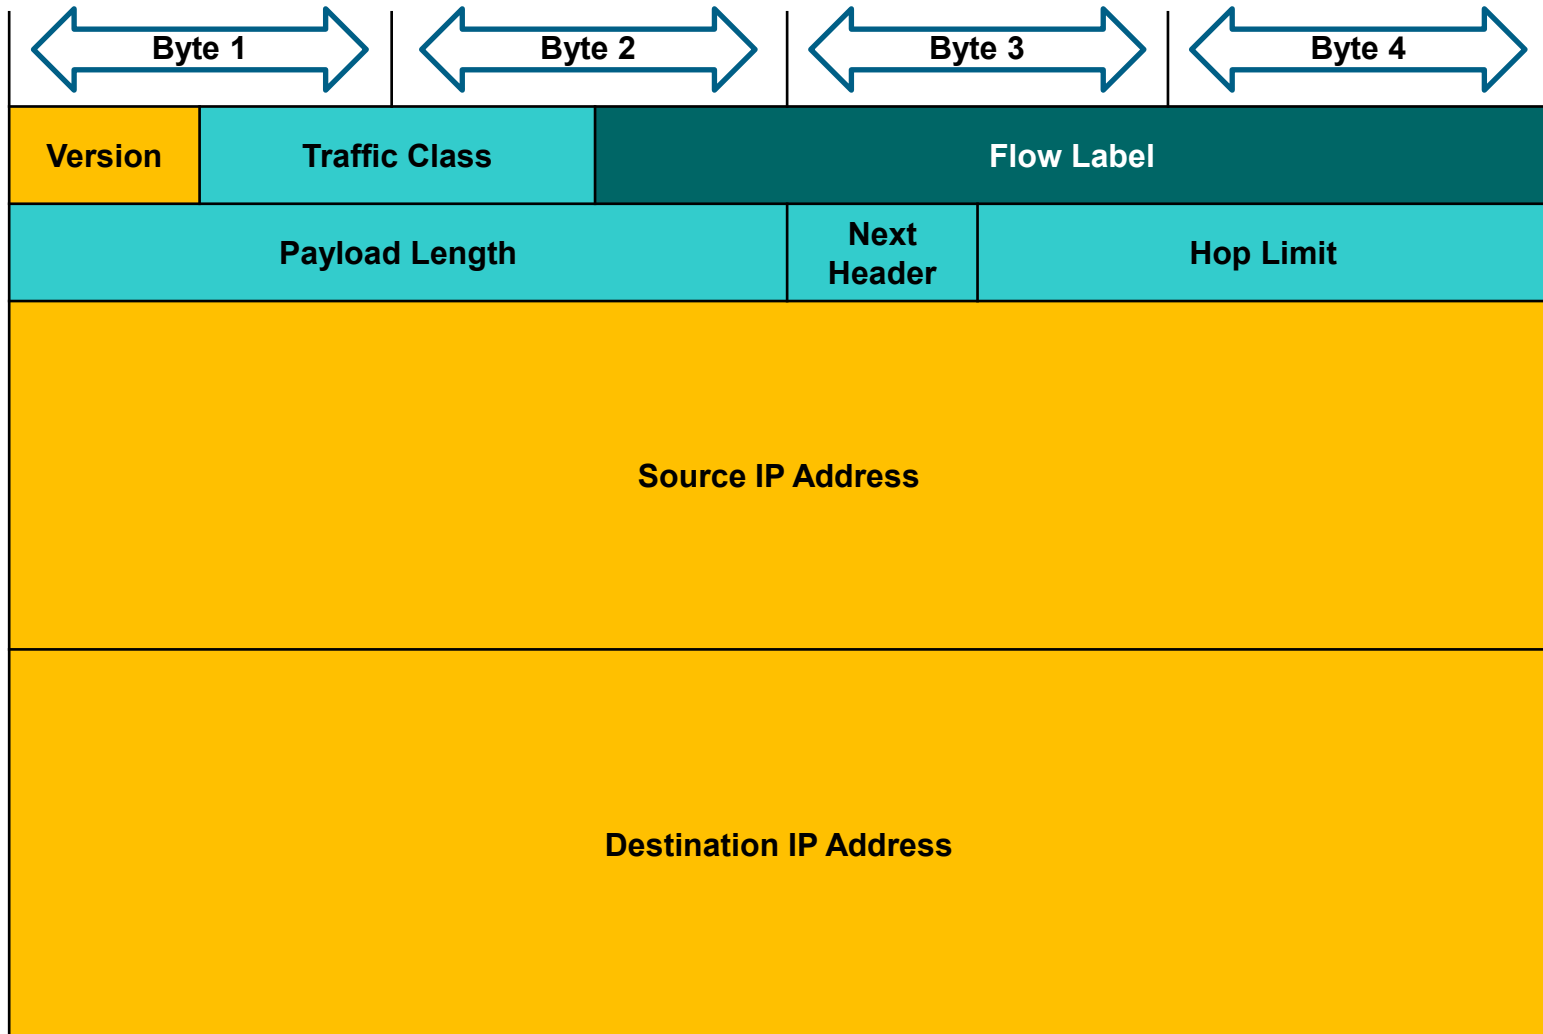 Byte 1
Byte 2
Byte 3
Byte 4
Version
Traffic Class
Flow Label
Payload Length
Next
Header
Hop Limit
Source IP Address
Destination IP Address